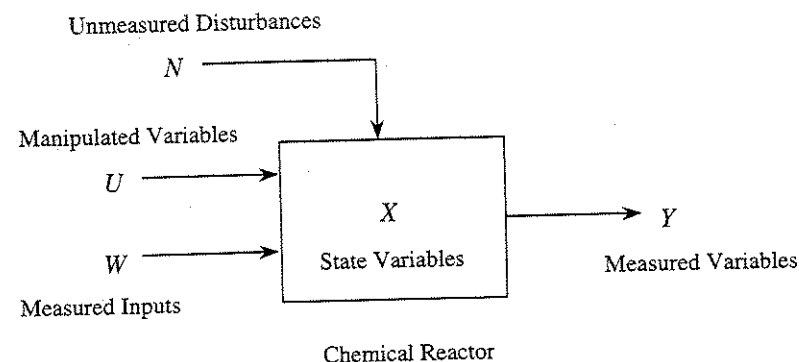 Unmeasured Disturbances
N
Manipulated Variables
U
X
Y
W
State Variables
Measured Variables
Measured Inputs
Chemical Reactor